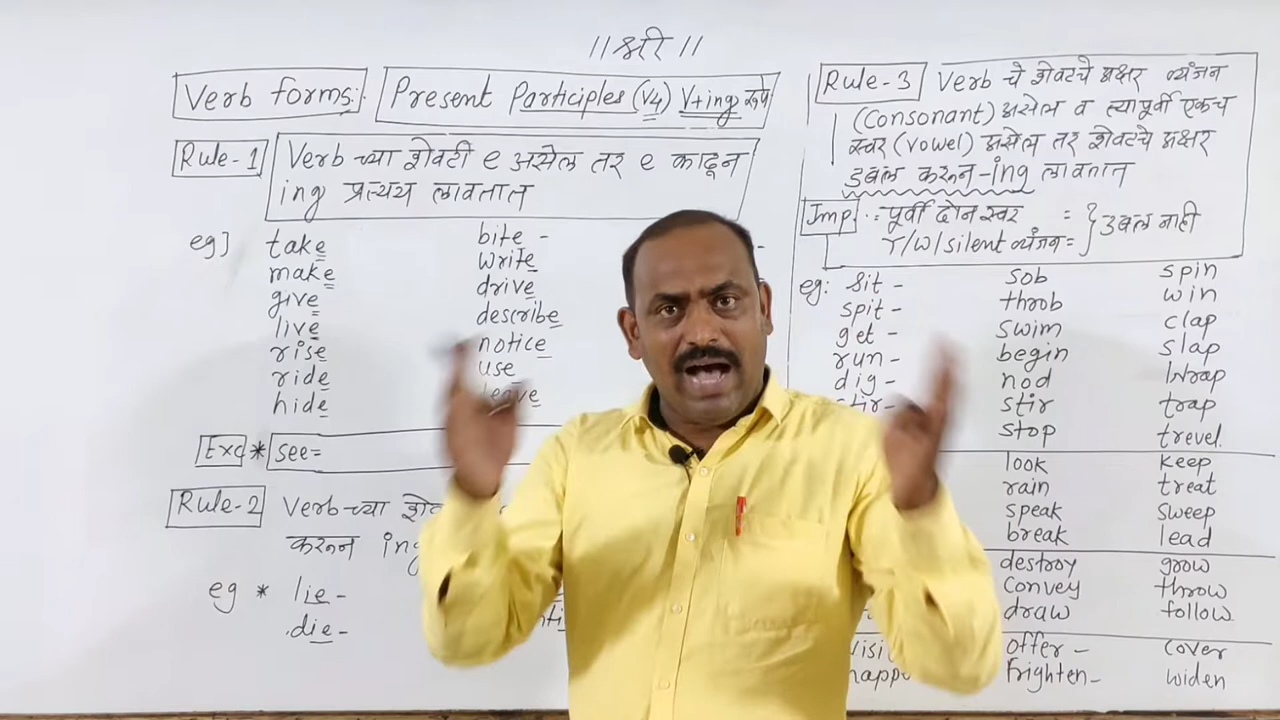 ॥ श्री ॥
Verb forms:
Present Participles (V4) V+ing रूपे
Rule-1
Verb च्या शेवटी e असेल तर e काढून
ing प्रत्यय लावतात
eg]
take
make
give
live
rise
ride
hide
bite -
write
drive
describe
notice
use
leave
Exc * see=
Rule-2 Verb च्या
करून ing
eg * lie-
die-
Rule-3 Verb चे शेवटचे अक्षर व्यंजन
(Consonant) असेल व त्यापूर्वी एकच
स्वर (vowel) असेल तर शेवटचे अक्षर
डबल करून -ing लावतात
Imp. : पूर्वी दोन स्वर = } डबल नाही
r/w/silent व्यंजन =
eg: sit - sob spin
spit - throb win
get - swim clap
run - begin slap
dig - nod wrap
stir - stir trap
stop trevel
look keep
rain treat
speak sweep
break lead
destroy grow
convey throw
draw follow
offer - cover
frighten - widen